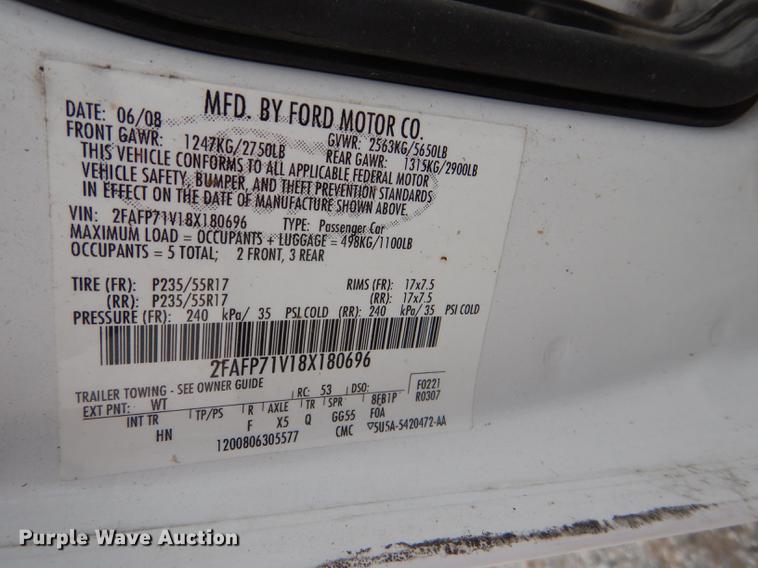 MFD. BY FORD MOTOR CO.
DATE: 06/08 GVWR: 2563KG/5650LB
FRONT GAWR: 1247KG/2750LB REAR GAWR: 1315KG/2900LB
THIS VEHICLE CONFORMS TO ALL APPLICABLE FEDERAL MOTOR
VEHICLE SAFETY, BUMPER, AND THEFT PREVENTION STANDARDS
IN EFFECT ON THE DATE OF MANUFACTURE SHOWN ABOVE.
VIN: 2FAFP71V18X180696 TYPE: Passenger Car
MAXIMUM LOAD = OCCUPANTS + LUGGAGE = 498KG/1100LB
OCCUPANTS = 5 TOTAL; 2 FRONT, 3 REAR
TIRE (FR): P235/55R17 RIMS (FR): 17x7.5
(RR): P235/55R17 (RR): 17x7.5
PRESSURE (FR): 240 kPa/ 35 PSI COLD (RR): 240 kPa/ 35 PSI COLD
2FAFP71V18X180696
TRAILER TOWING - SEE OWNER GUIDE RC: 53 DSO: F0221
EXT PNT: WT 8FB1P R0307
INT TR TP/PS R AXLE TR SPR F0A
HN F X5 Q GG55
1200806305577 CMC ▽5U5A-5420472-AA
Purple Wave Auction